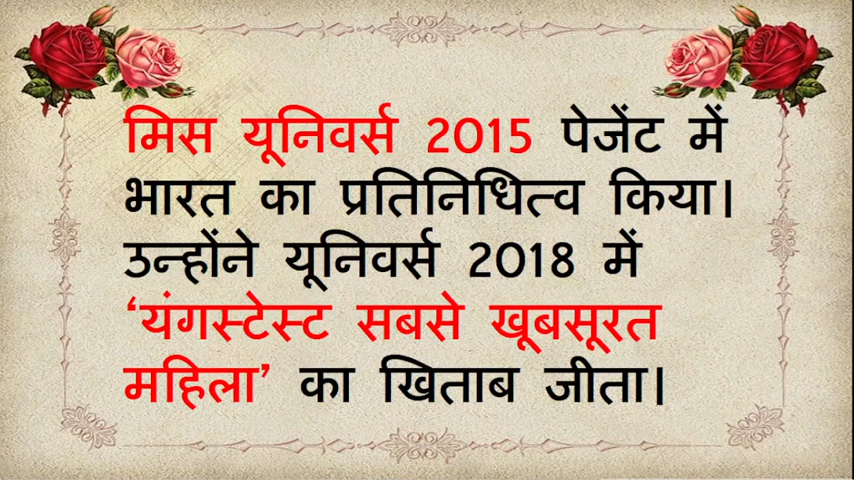 मिस यूनिवर्स 2015 पेजेंट में
भारत का प्रतिनिधित्व किया।
उन्होंने यूनिवर्स 2018 में
‘यंगस्टेस्ट सबसे खूबसूरत
महिला’ का खिताब जीता।